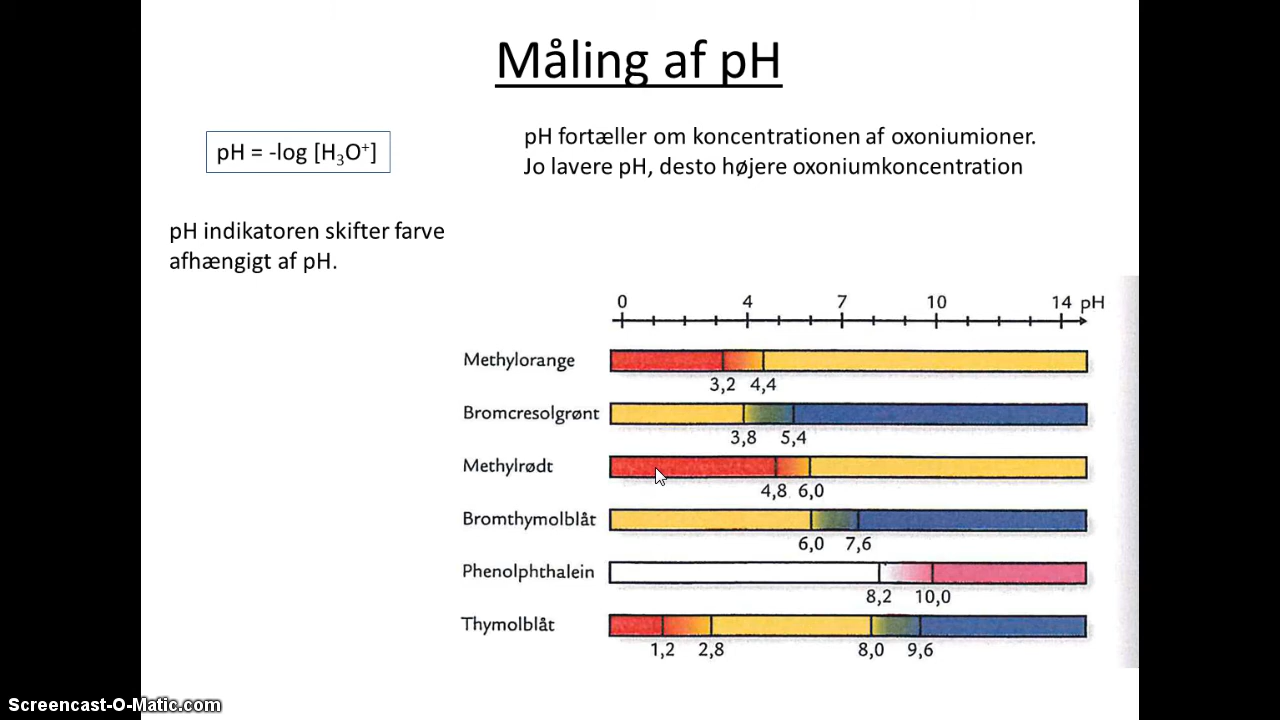 Måling af pH
pH = -log [H₃O⁺]
pH fortæller om koncentrationen af oxoniumioner.
Jo lavere pH, desto højere oxoniumkoncentration
pH indikatoren skifter farve
afhængigt af pH.
0 4 7 10 14 pH
Methylorange
3,2 4,4
Bromcresolgrønt
3,8 5,4
Methylrødt
4,8 6,0
Bromthymolblåt
6,0 7,6
Phenolphthalein
8,2 10,0
Thymolblåt
1,2 2,8 8,0 9,6
Screencast-O-Matic.com